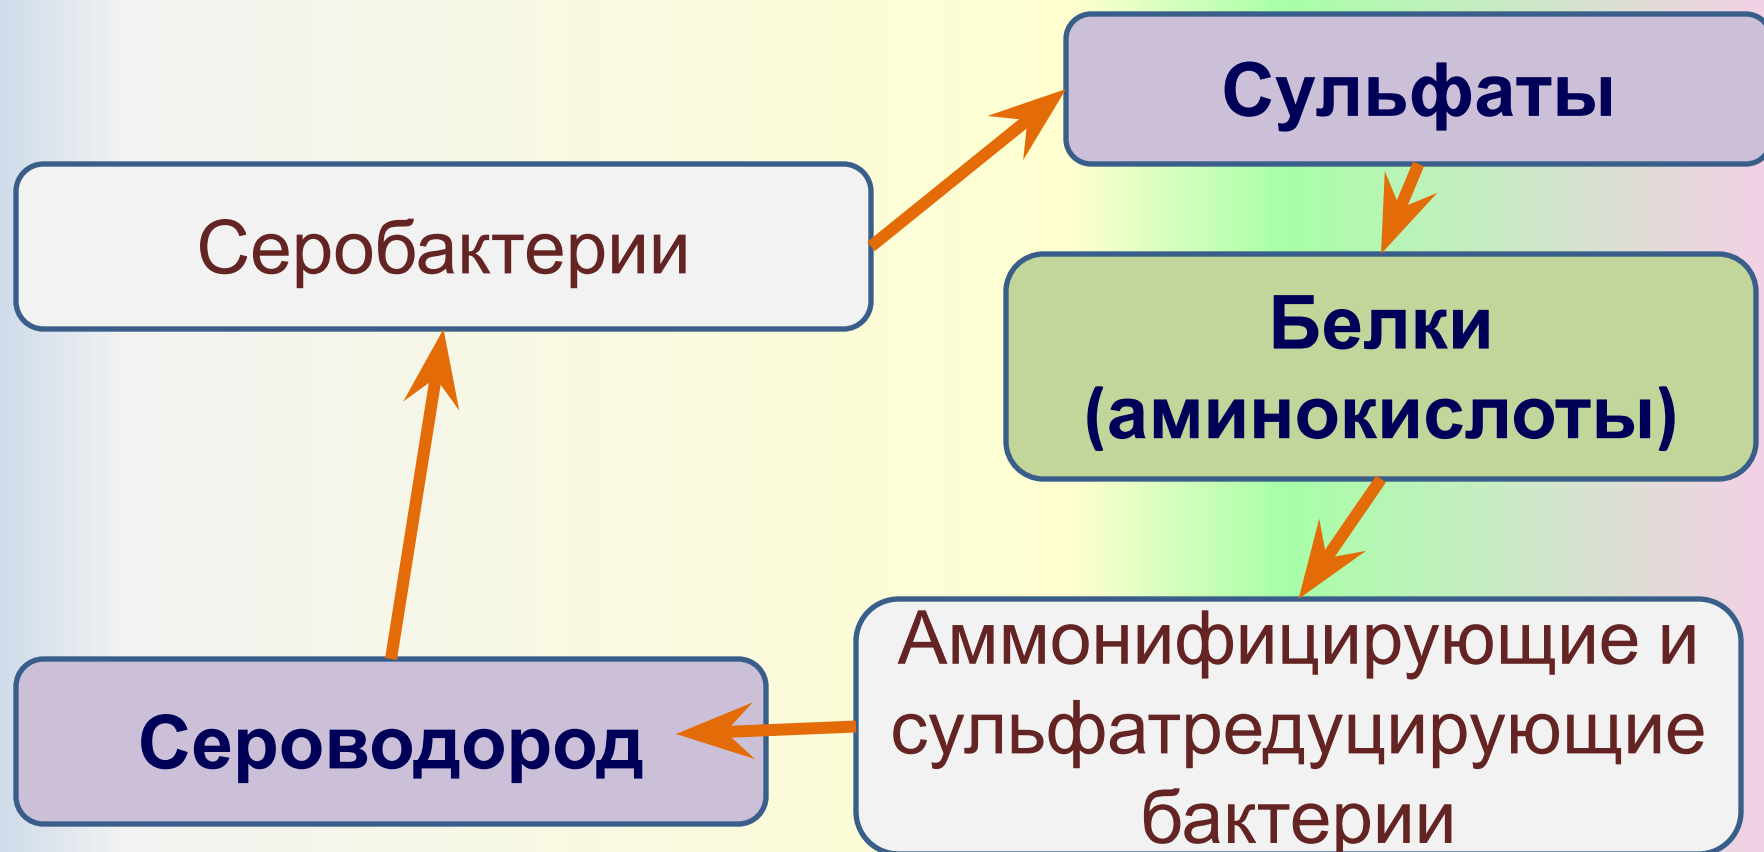 Сульфаты
Серобактерии
Белки
(аминокислоты)
Аммонифицирующие и
сульфатредуцирующие
бактерии
Сероводород